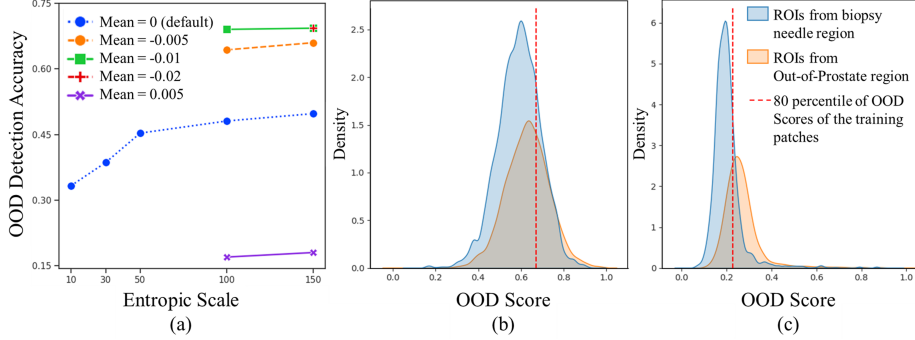 0.75
0.60
0.45
0.30
0.15
OOD Detection Accuracy
Mean = 0 (default)
Mean = -0.005
Mean = -0.01
Mean = -0.02
Mean = 0.005
10
30
50
100
150
Entropic Scale
(a)
2.5
2.0
1.5
1.0
0.5
0.0
Density
0.0
0.2
0.4
0.6
0.8
1.0
OOD Score
(b)
6
5
4
3
2
1
0
Density
0.0
0.2
0.4
0.6
0.8
1.0
OOD Score
(c)
ROIs from biopsy
needle region
ROIs from
Out-of-Prostate region
80 percentile of OOD
Scores of the training
patches